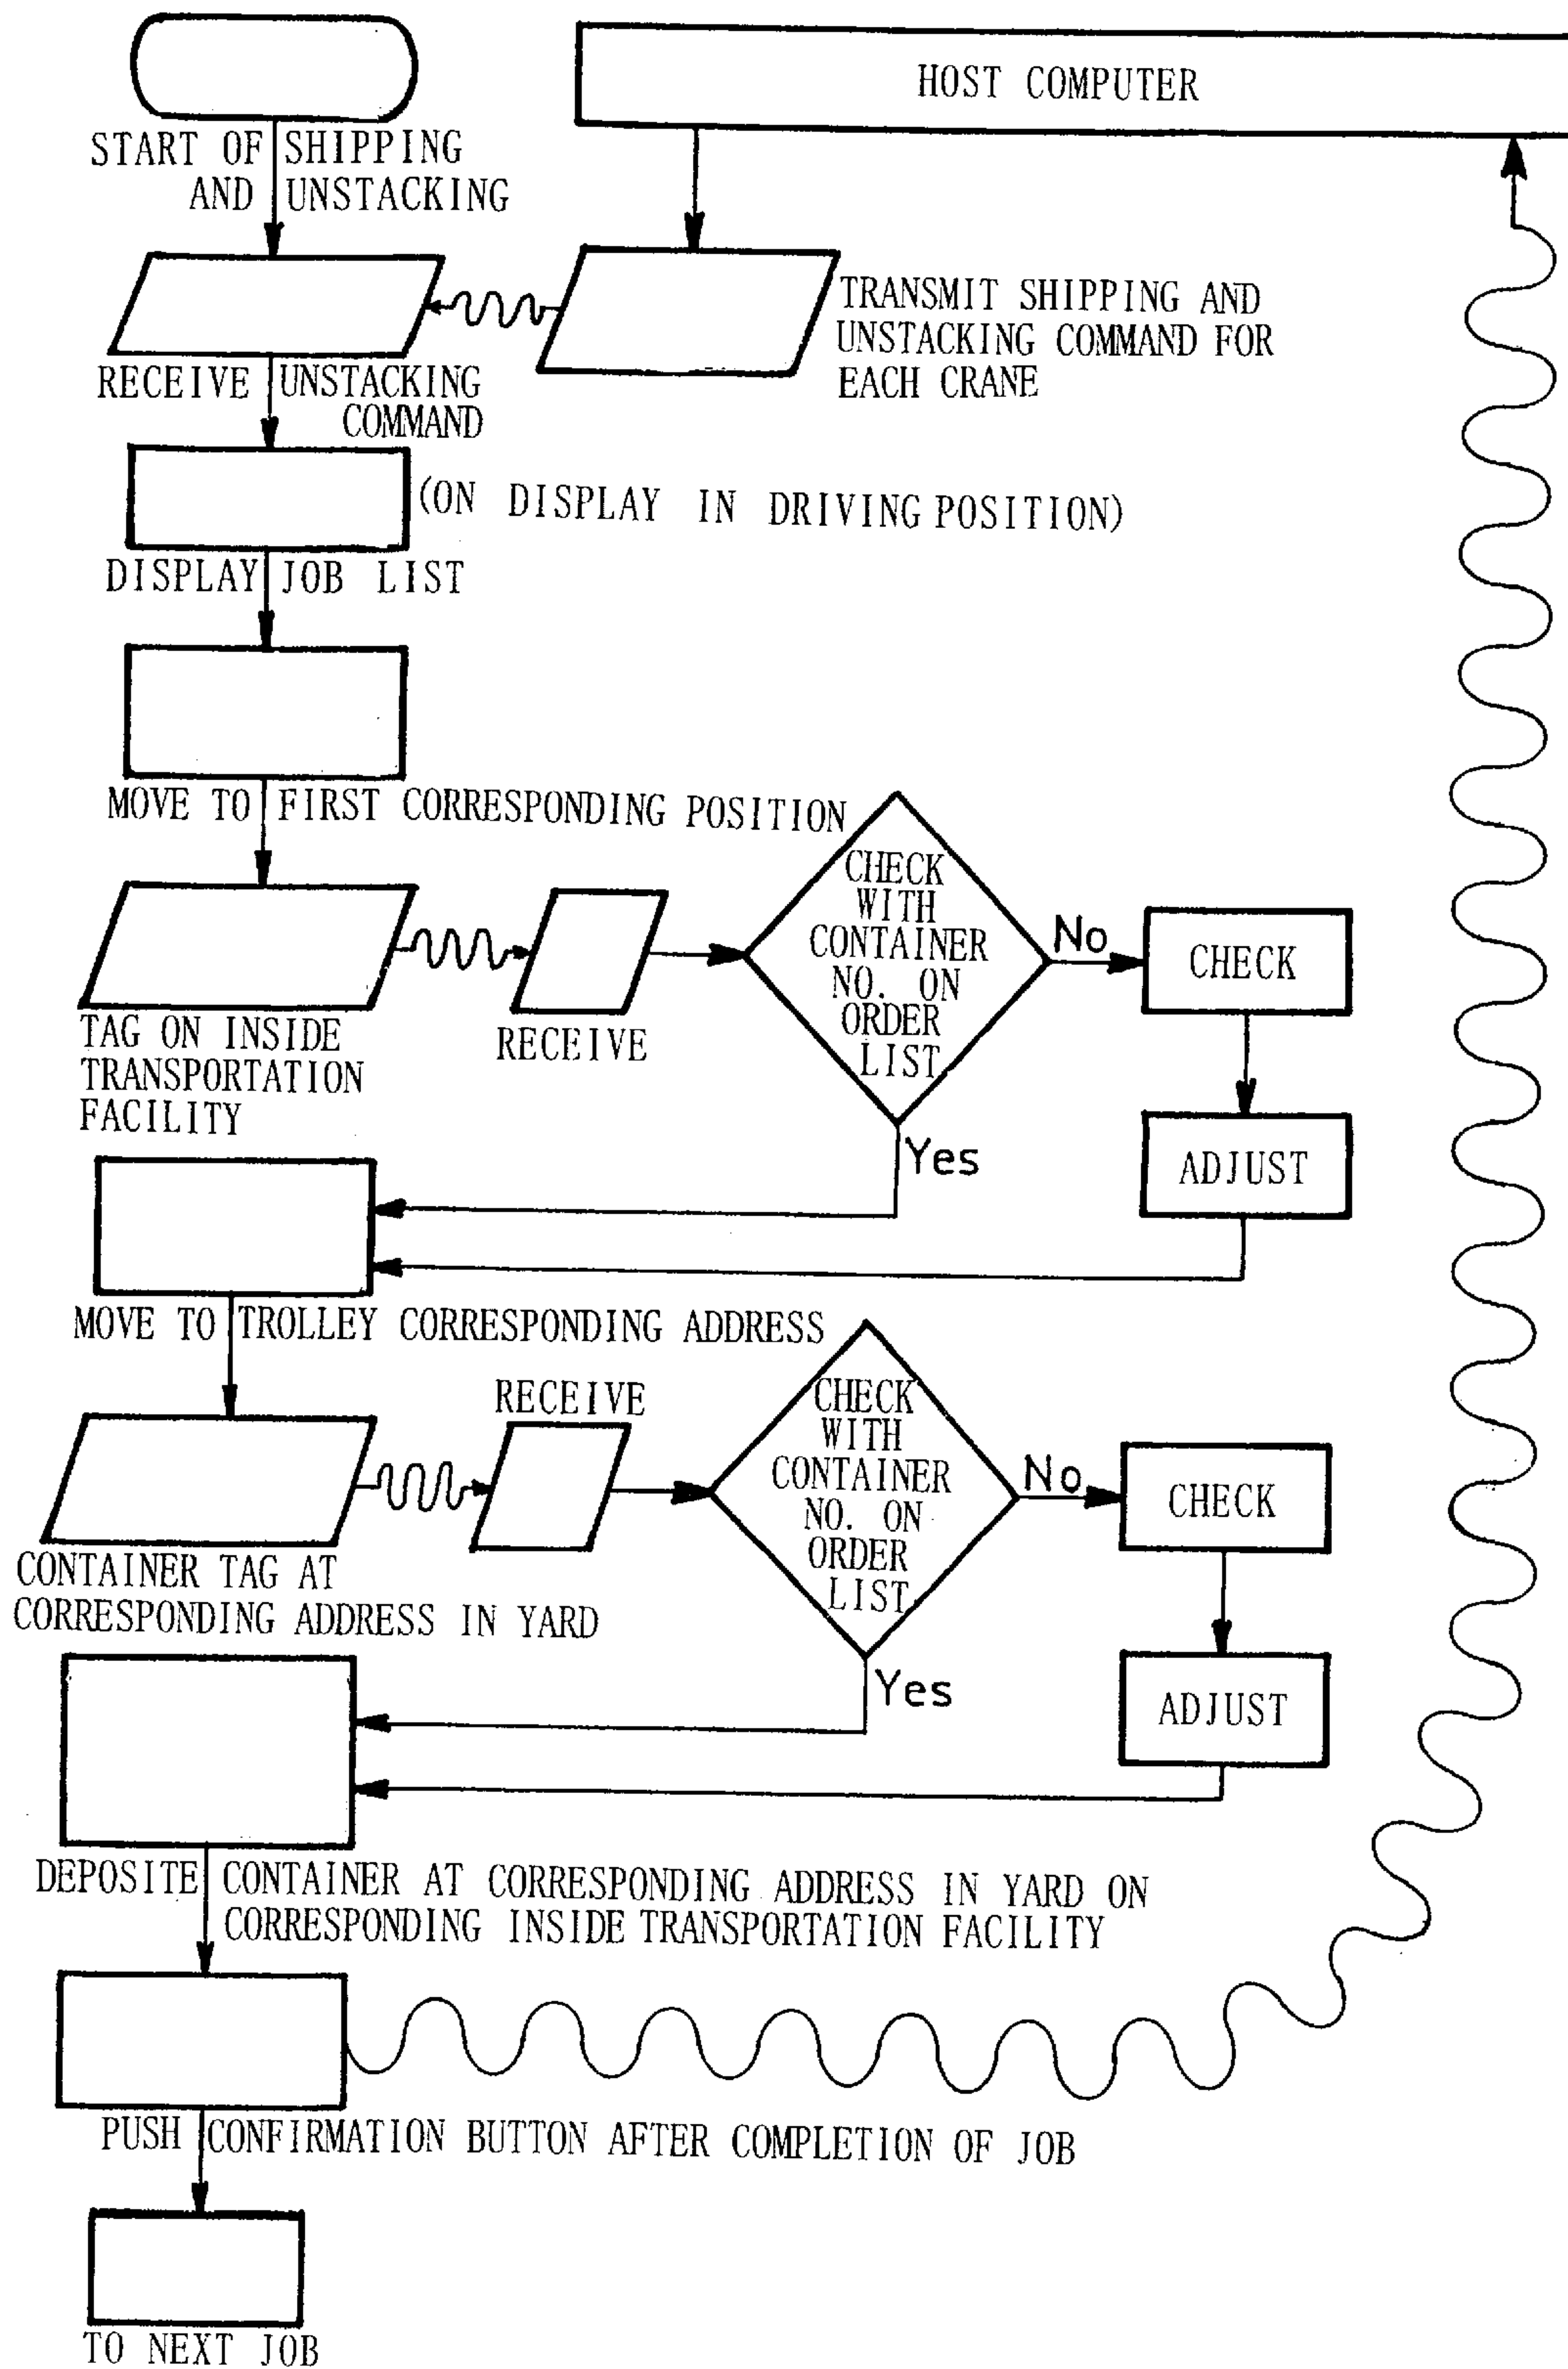 HOST COMPUTER
START OF SHIPPING
AND UNSTACKING
TRANSMIT SHIPPING AND
UNSTACKING COMMAND FOR
EACH CRANE
RECEIVE UNSTACKING
COMMAND
(ON DISPLAY IN DRIVING POSITION)
DISPLAY JOB LIST
MOVE TO FIRST CORRESPONDING POSITION
CHECK
WITH
CONTAINER
NO. ON
ORDER
LIST
No
CHECK
TAG ON INSIDE
TRANSPORTATION
FACILITY
RECEIVE
Yes
ADJUST
MOVE TO TROLLEY CORRESPONDING ADDRESS
RECEIVE
CHECK
WITH
CONTAINER
NO. ON
ORDER
LIST
No
CHECK
CONTAINER TAG AT
CORRESPONDING ADDRESS IN YARD
Yes
ADJUST
DEPOSITE CONTAINER AT CORRESPONDING ADDRESS IN YARD ON
CORRESPONDING INSIDE TRANSPORTATION FACILITY
PUSH CONFIRMATION BUTTON AFTER COMPLETION OF JOB
TO NEXT JOB